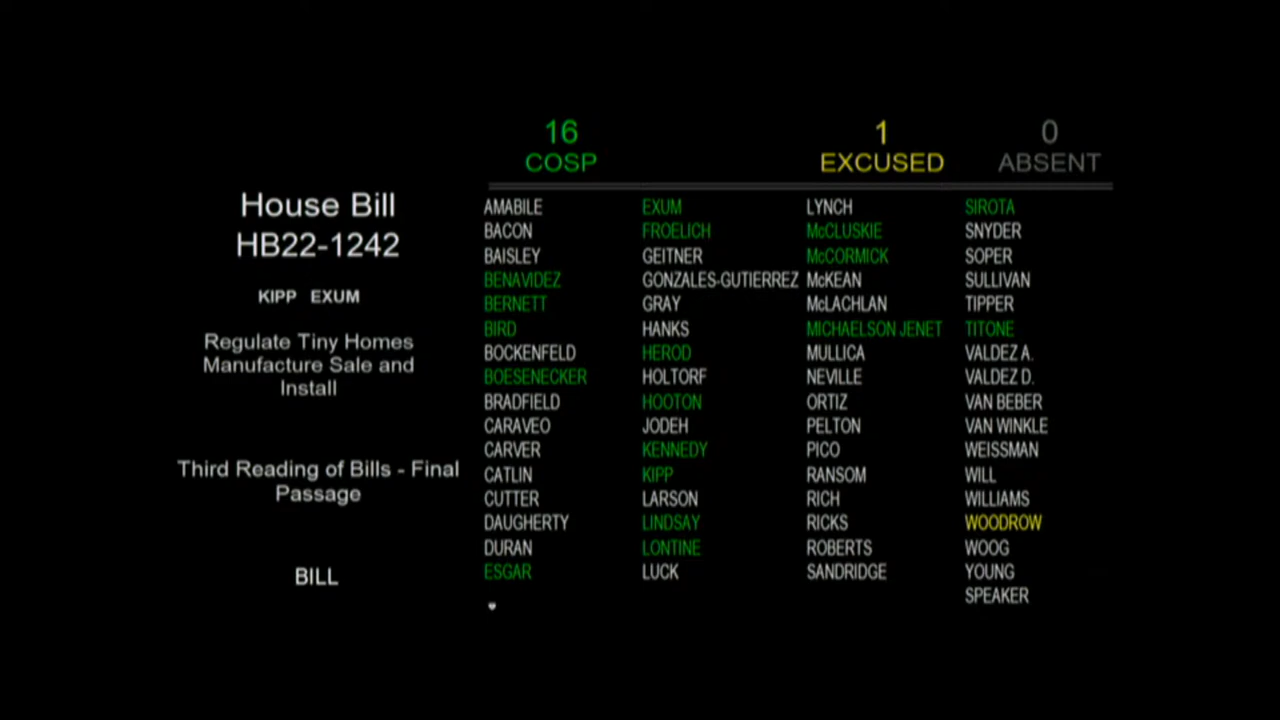 16
COSP
1
EXCUSED
0
ABSENT
House Bill
HB22-1242
KIPP EXUM
Regulate Tiny Homes
Manufacture Sale and
Install
Third Reading of Bills - Final
Passage
BILL
AMABILE
BACON
BAISLEY
BENAVIDEZ
BERNETT
BIRD
BOCKENFELD
BOESENECKER
BRADFIELD
CARAVEO
CARVER
CATLIN
CUTTER
DAUGHERTY
DURAN
ESGAR
EXUM
FROELICH
GEITNER
GONZALES-GUTIERREZ
GRAY
HANKS
HEROD
HOLTORF
HOOTON
JODEH
KENNEDY
KIPP
LARSON
LINDSAY
LONTINE
LUCK
LYNCH
McCLUSKIE
McCORMICK
McKEAN
McLACHLAN
MICHAELSON JENET
MULLICA
NEVILLE
ORTIZ
PELTON
PICO
RANSOM
RICH
RICKS
ROBERTS
SANDRIDGE
SIROTA
SNYDER
SOPER
SULLIVAN
TIPPER
TITONE
VALDEZ A.
VALDEZ D.
VAN BEBER
VAN WINKLE
WEISSMAN
WILL
WILLIAMS
WOODROW
WOOG
YOUNG
SPEAKER